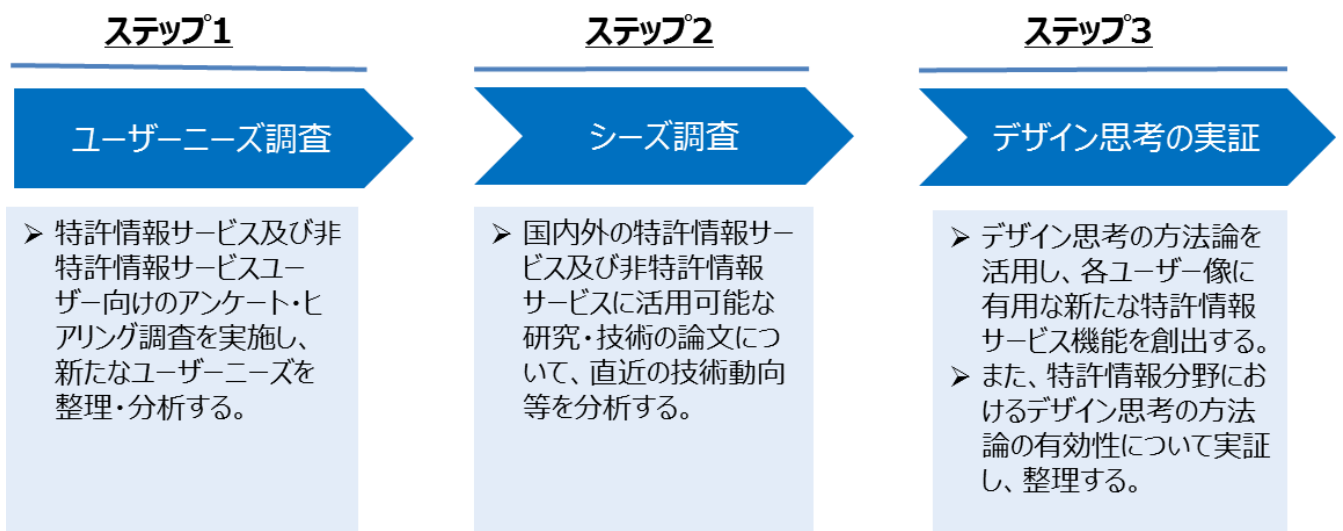 ステップ1
ユーザーニーズ調査
➢ 特許情報サービス及び非
特許情報サービスユー
ザー向けのアンケート・ヒ
アリング調査を実施し、
新たなユーザーニーズを
整理・分析する。
ステップ2
シーズ調査
➢ 国内外の特許情報サー
ビス及び非特許情報
サービスに活用可能な
研究・技術の論文につ
いて、直近の技術動向
等を分析する。
ステップ3
デザイン思考の実証
➢ デザイン思考の方法論を
活用し、各ユーザー像に
有用な新たな特許情報
サービス機能を創出する。
➢ また、特許情報分野にお
けるデザイン思考の方法
論の有効性について実証
し、整理する。